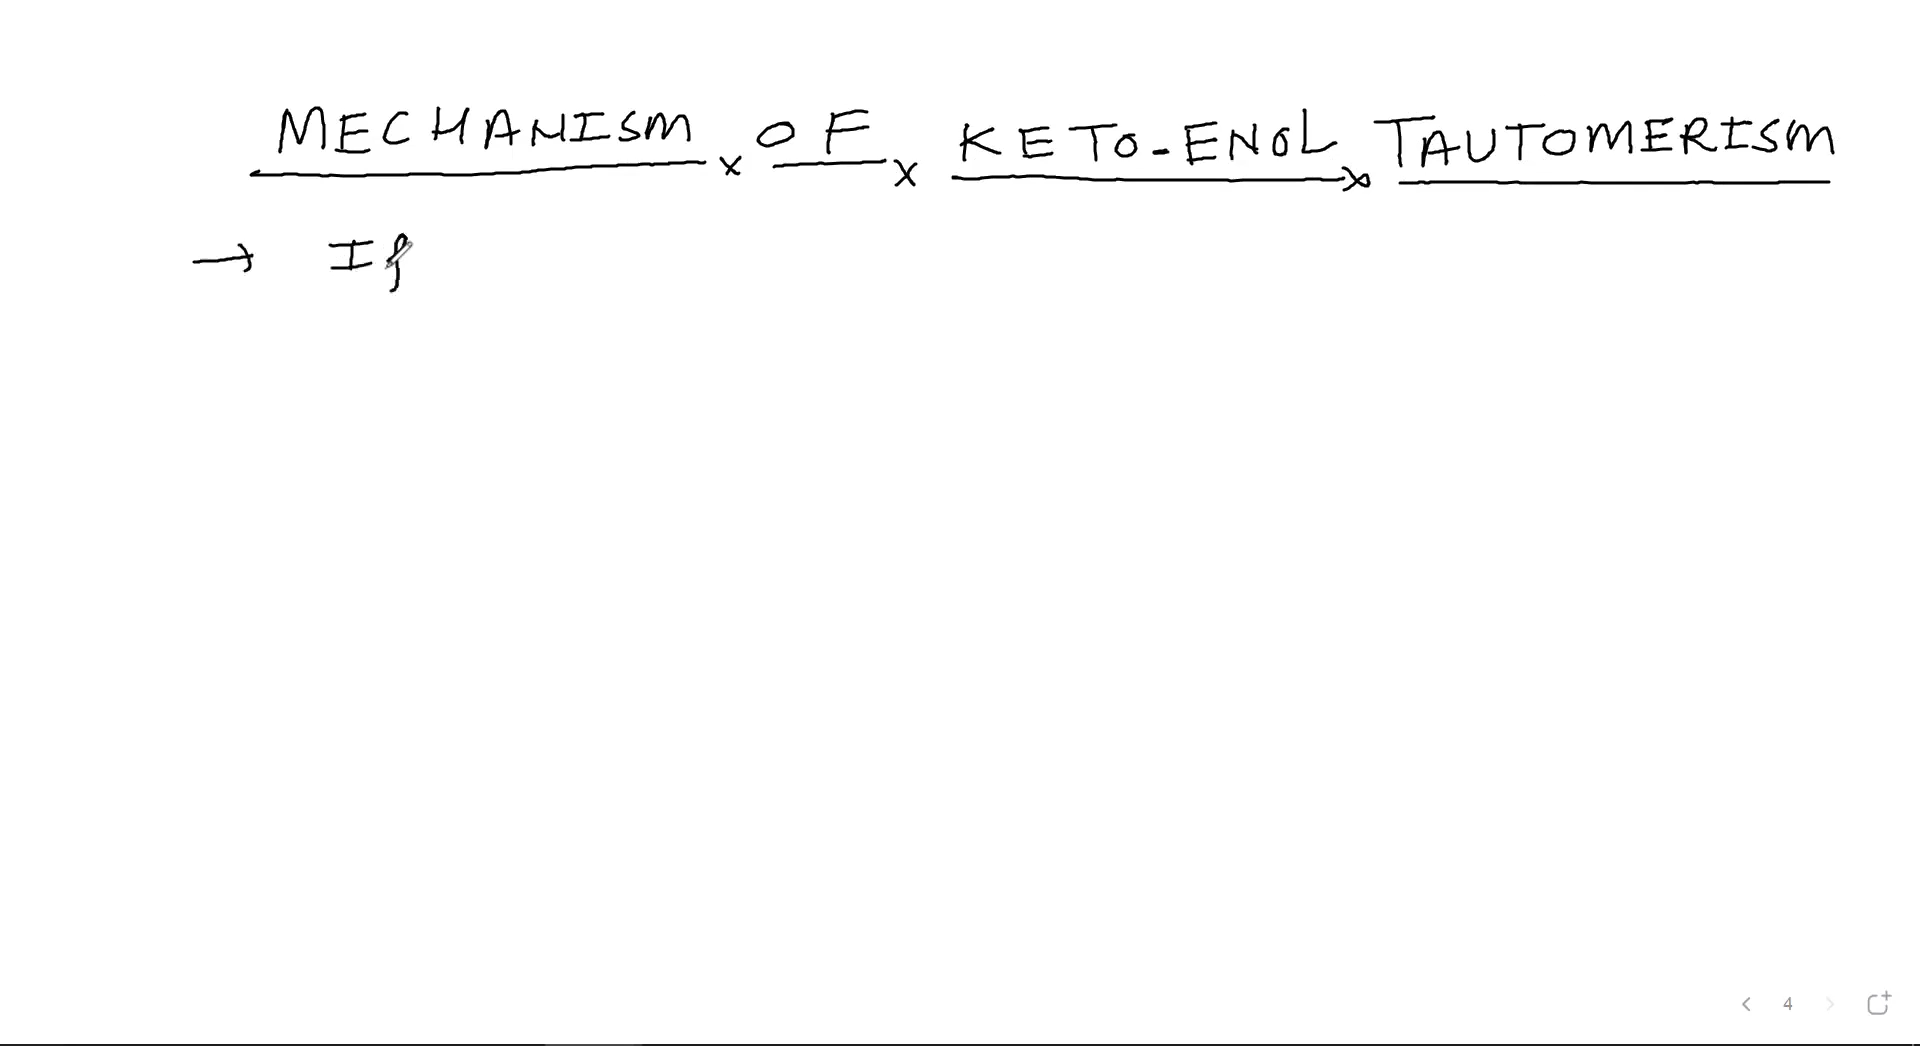 MECHANISM OF KETO-ENOL TAUTOMERISM
→ If
4